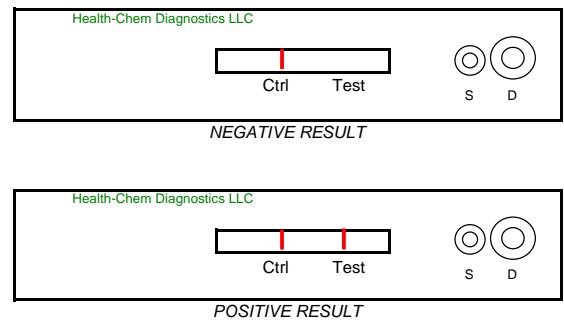 Health-Chem Diagnostics LLC
Ctrl Test
S D
NEGATIVE RESULT
Health-Chem Diagnostics LLC
Ctrl Test
S D
POSITIVE RESULT